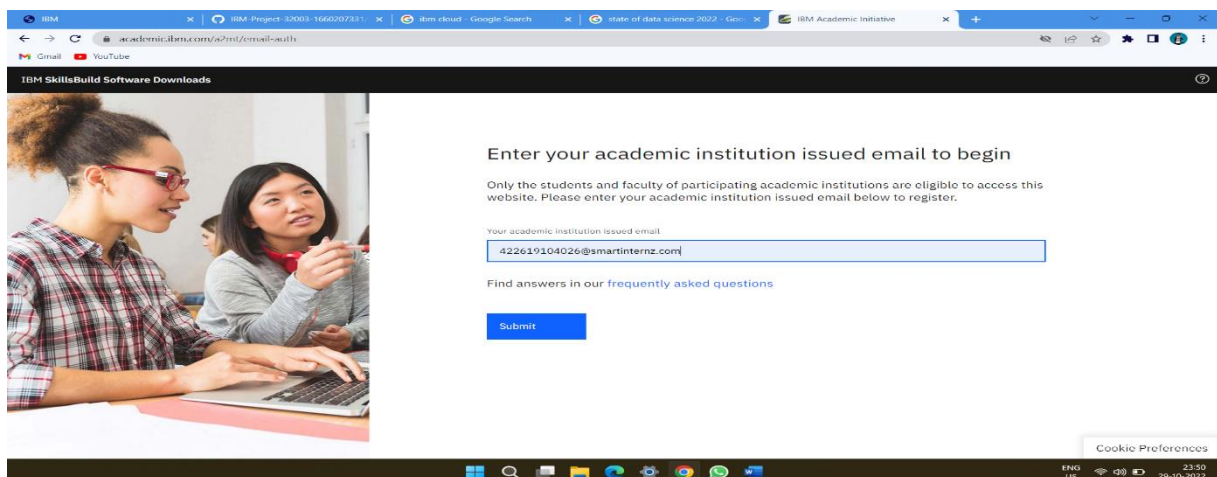 IBM
IBM-Project-32003-1660207331/
ibm cloud - Google Search
state of data science 2022 - Goo
IBM Academic Initiative
academic.ibm.com/a2mt/email-auth
Gmail
YouTube
IBM SkillsBuild Software Downloads
Enter your academic institution issued email to begin
Only the students and faculty of participating academic institutions are eligible to access this
website. Please enter your academic institution issued email below to register.
Your academic institution issued email
422619104026@smartinternz.com
Find answers in our frequently asked questions
Submit
Cookie Preferences
ENG
US
23:50
29-10-2022